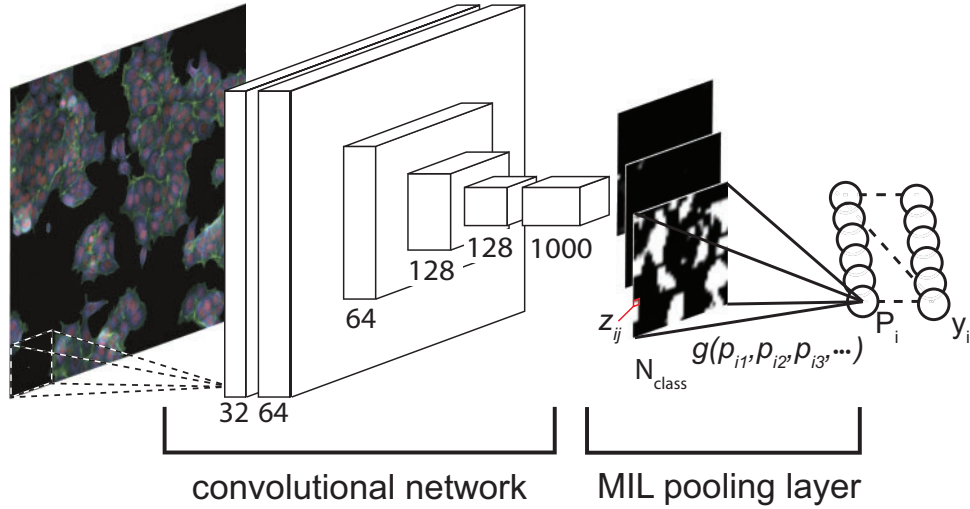 32 64
64
128
128
1000
z_ij
N_class
g(p_i1,p_i2,p_i3,...)
P_i
y_i
convolutional network
MIL pooling layer